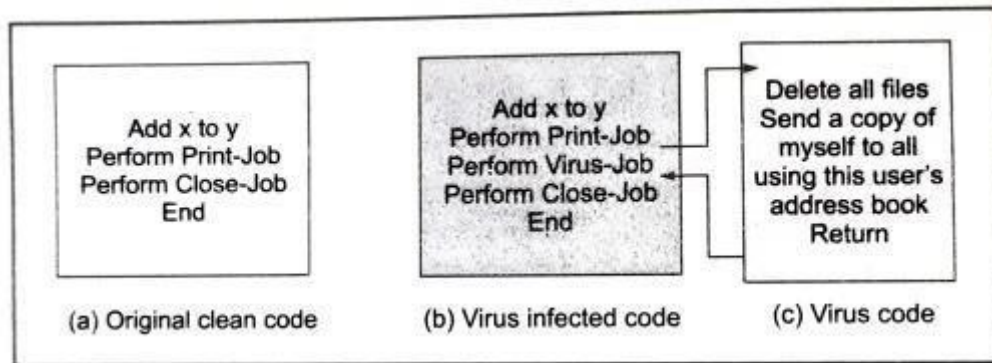 Add x to y
Perform Print-Job
Perform Close-Job
End
(a) Original clean code
Add x to y
Perform Print-Job
Perform Virus-Job
Perform Close-Job
End
(b) Virus infected code
Delete all files
Send a copy of
myself to all
using this user's
address book
Return
(c) Virus code